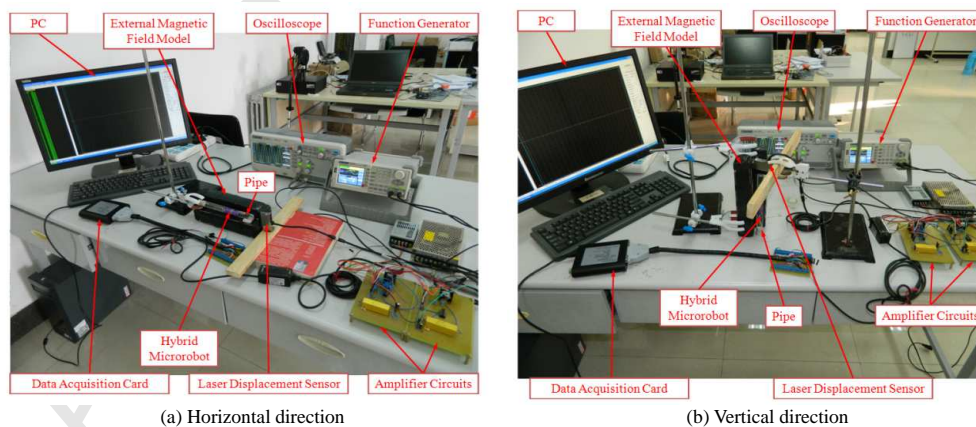 PC
External Magnetic
Field Model
Oscilloscope
Function Generator
Pipe
Hybrid
Microrobot
Data Acquisition Card
Laser Displacement Sensor
Amplifier Circuits
(a) Horizontal direction
PC
External Magnetic
Field Model
Oscilloscope
Function Generator
Hybrid
Microrobot
Pipe
Amplifier Circuits
Data Acquisition Card
Laser Displacement Sensor
(b) Vertical direction